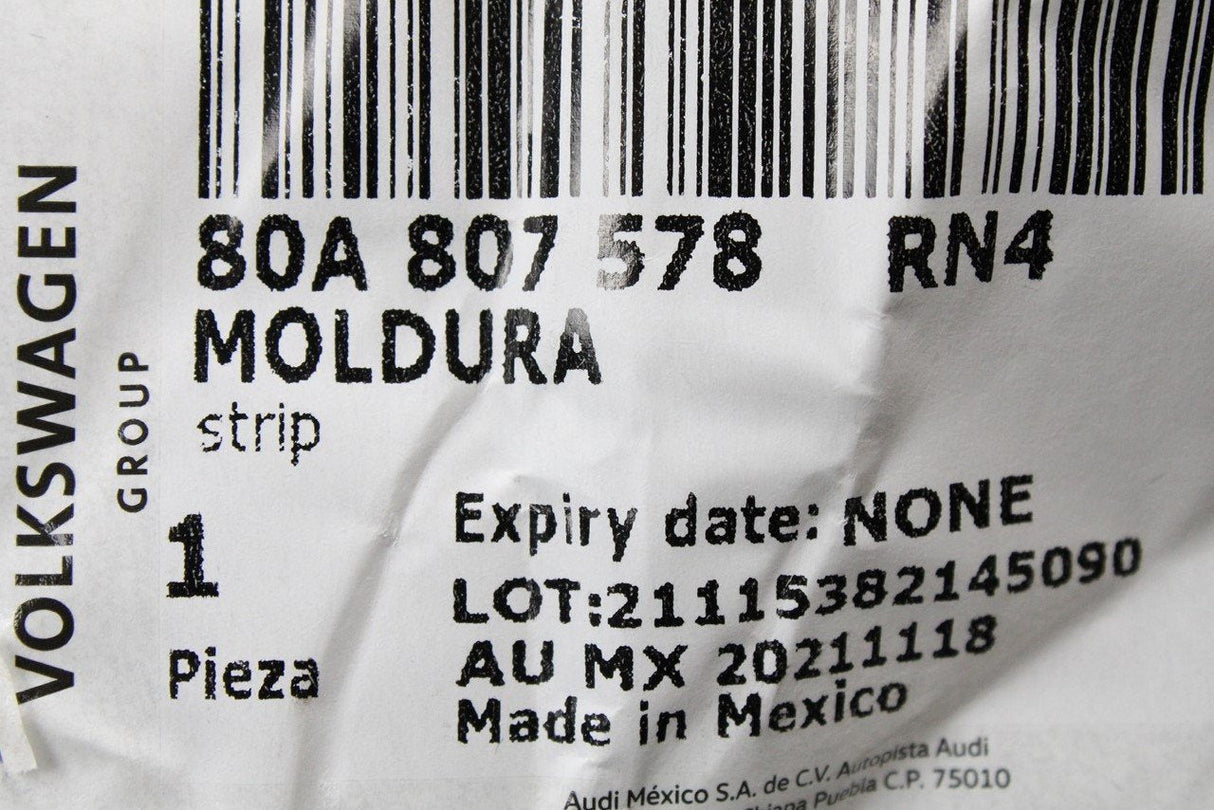 VOLKSWAGEN
GROUP
80A 807 578 RN4
MOLDURA
strip
1
Pieza
Expiry date: NONE
LOT:211115382145090
AU MX 20211118
Made in Mexico
Audi México S.A. de C.V. Autopista Audi
Puebla C.P. 75010